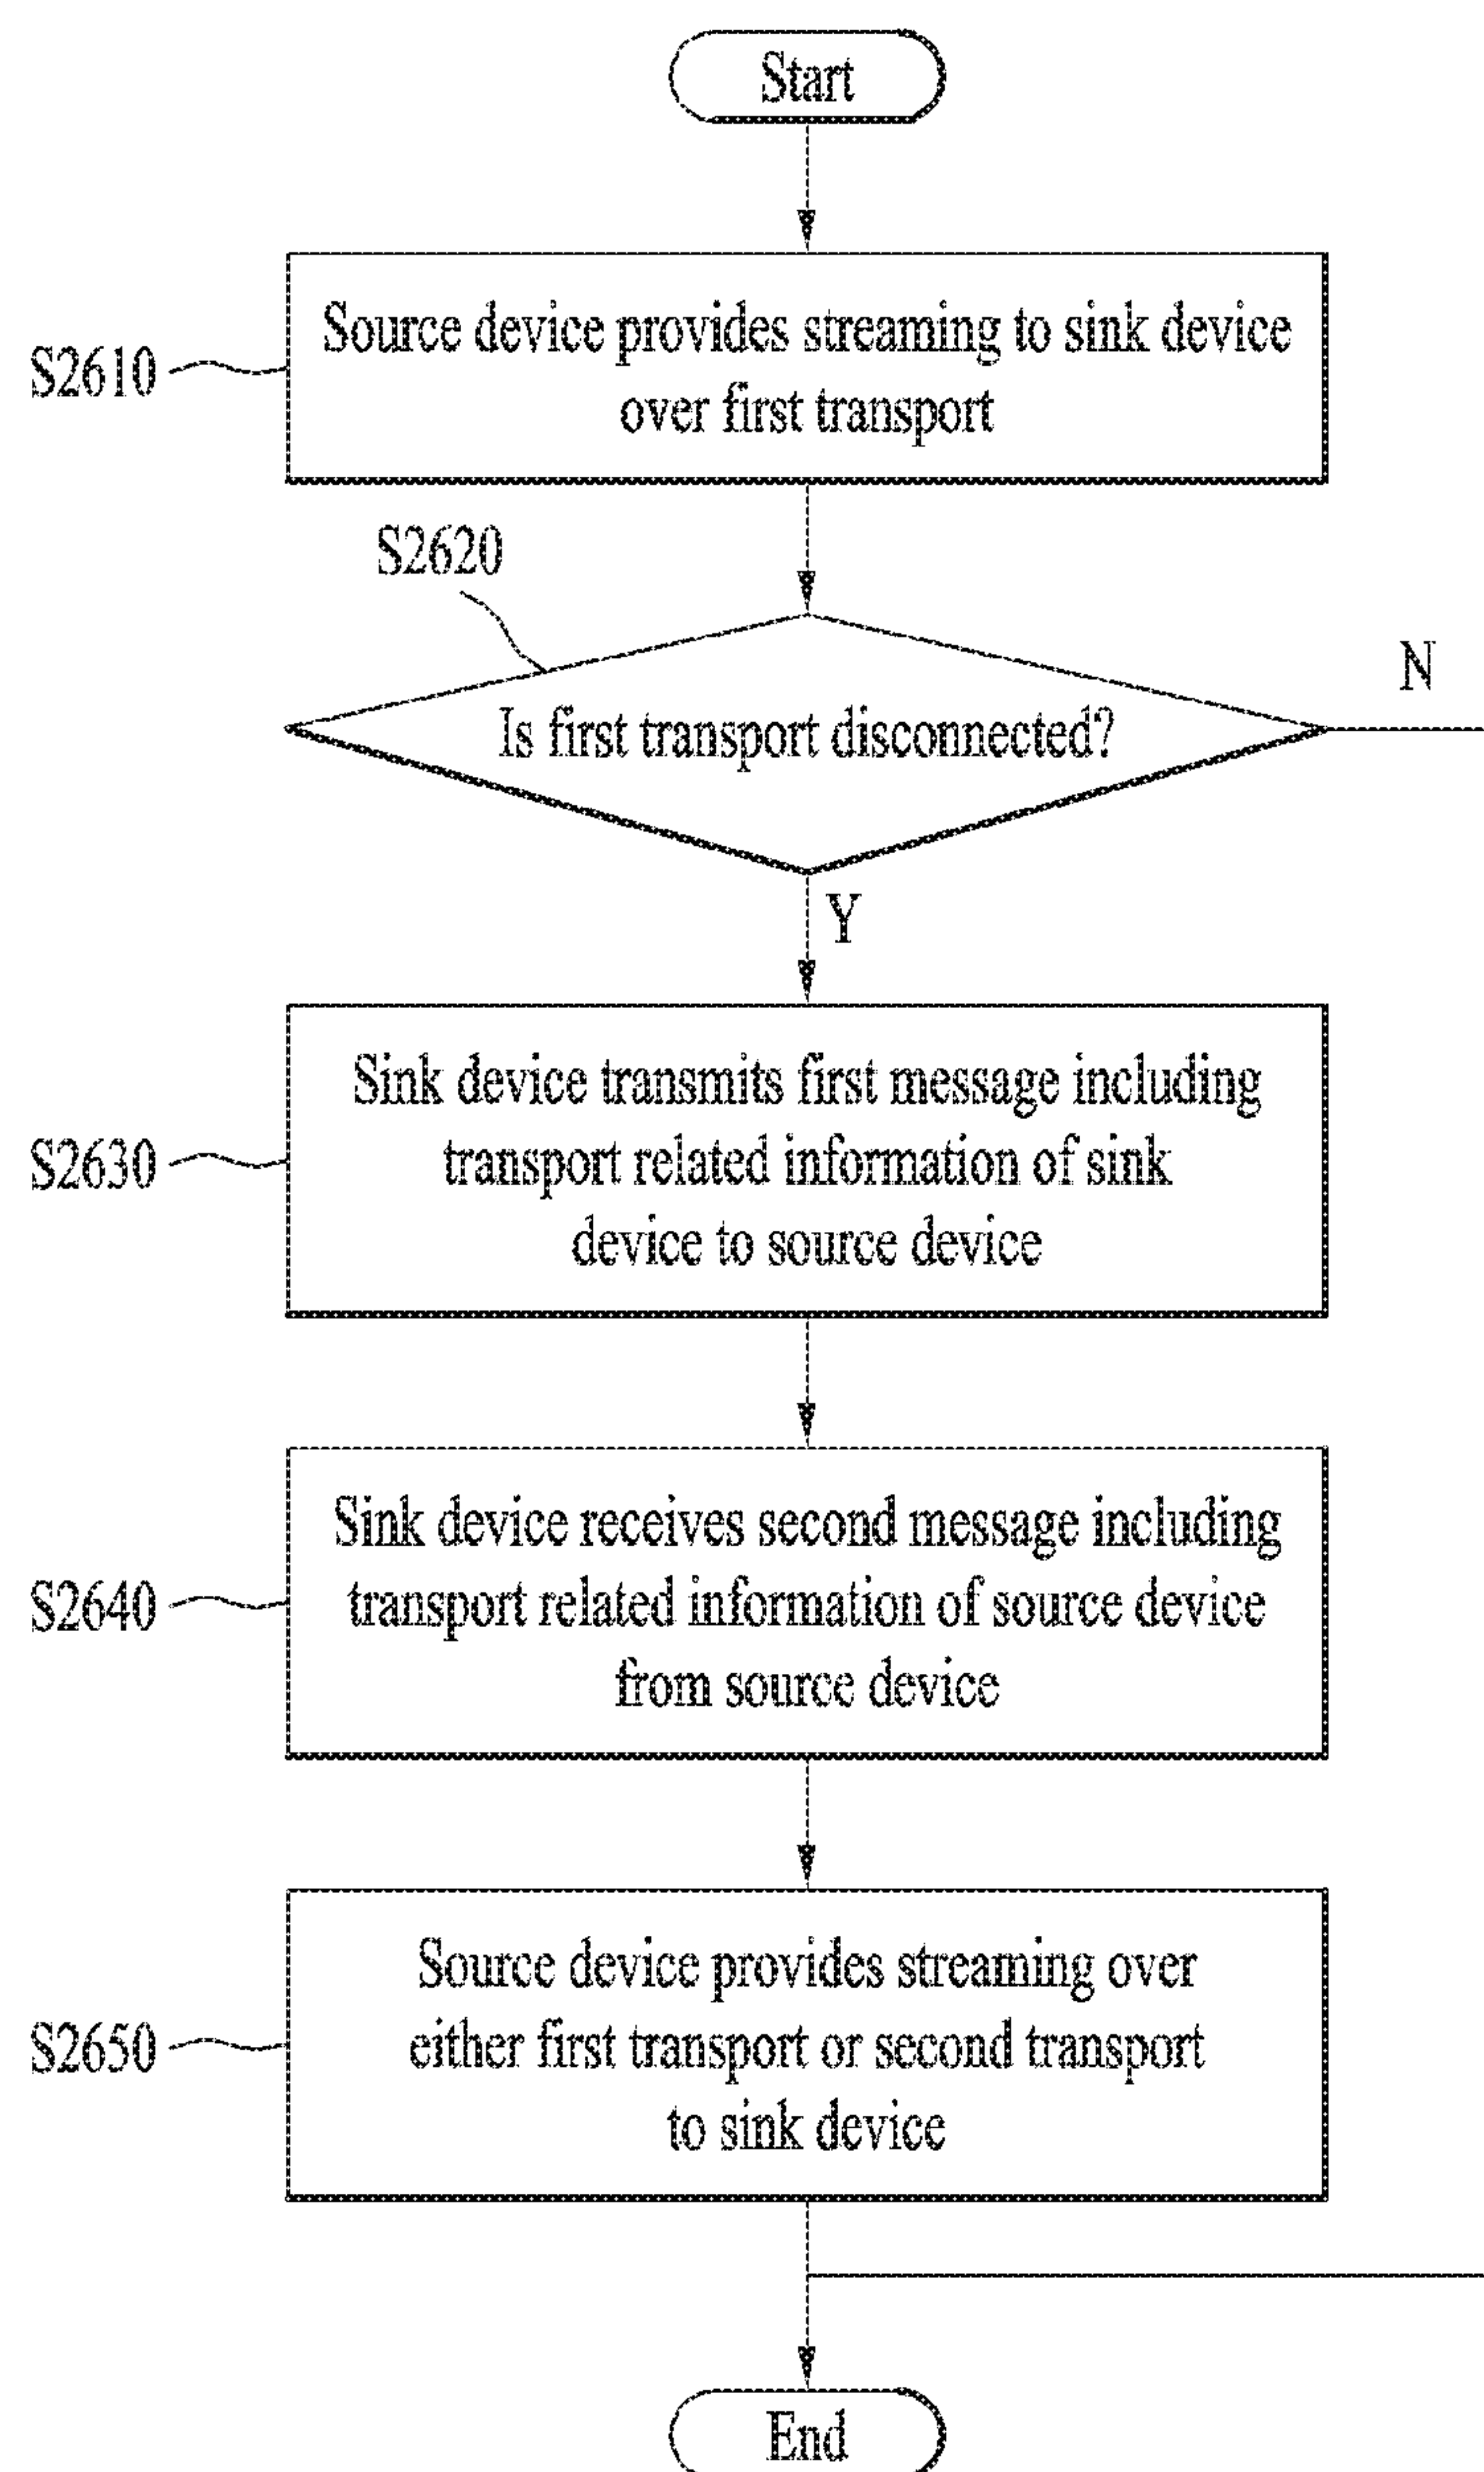 Start
Source device provides streaming to sink device
over first transport
S2610
S2620
Is first transport disconnected?
N
Y
Sink device transmits first message including
transport related information of sink
device to source device
S2630
Sink device receives second message including
transport related information of source device
from source device
S2640
Source device provides streaming over
either first transport or second transport
to sink device
S2650
End